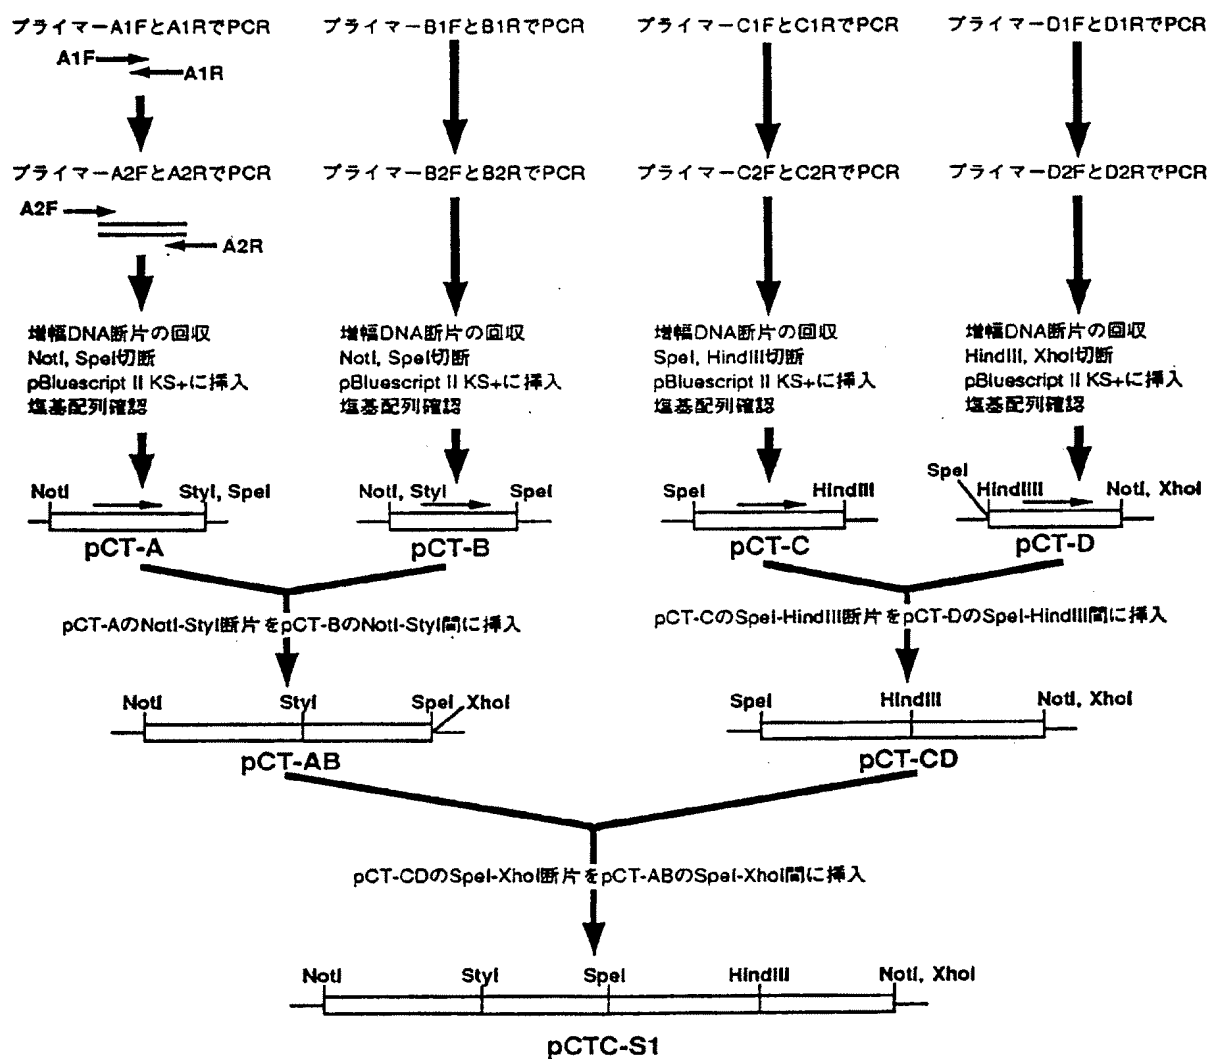 プライマーA1FとA1RでPCR
プライマーB1FとB1RでPCR
プライマーC1FとC1RでPCR
プライマーD1FとD1RでPCR
A1F
A1R
プライマーA2FとA2RでPCR
プライマーB2FとB2RでPCR
プライマーC2FとC2RでPCR
プライマーD2FとD2RでPCR
A2F
A2R
増幅DNA断片の回収
NotI, SpeI切断
pBluescript II KS+に挿入
塩基配列確認
増幅DNA断片の回収
NotI, SpeI切断
pBluescript II KS+に挿入
塩基配列確認
増幅DNA断片の回収
SpeI, HindIII切断
pBluescript II KS+に挿入
塩基配列確認
増幅DNA断片の回収
HindIII, XhoI切断
pBluescript II KS+に挿入
塩基配列確認
NotI
StyI, SpeI
pCT-A
NotI, StyI
SpeI
pCT-B
SpeI
HindIII
pCT-C
SpeI
HindIIII
NotI, XhoI
pCT-D
pCT-AのNotI-StyI断片をpCT-BのNotI-StyI間に挿入
pCT-CのSpeI-HindIII断片をpCT-DのSpeI-HindIII間に挿入
NotI
StyI
SpeI
XhoI
pCT-AB
SpeI
HindIII
NotI, XhoI
pCT-CD
pCT-CDのSpeI-XhoI断片をpCT-ABのSpeI-XhoI間に挿入
NotI
StyI
SpeI
HindIII
NotI, XhoI
pCTC-S1